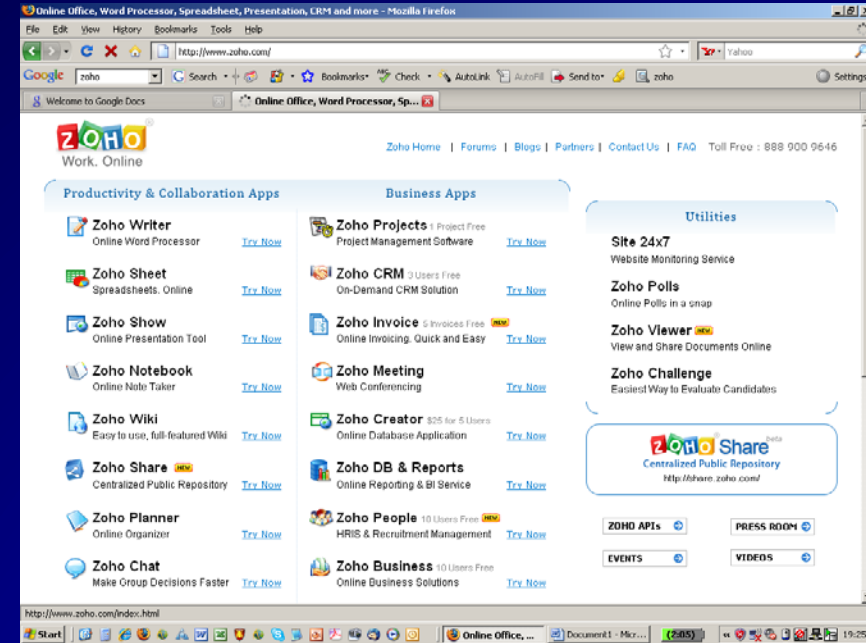 Online Office, Word Processor, Spreadsheet, Presentation, CRM and more - Mozilla Firefox
File Edit View History Bookmarks Tools Help
http://www.zoho.com/
Yahoo
Google zoho Search Bookmarks Check AutoLink AutoFill Send to zoho Settings
Welcome to Google Docs
Online Office, Word Processor, Sp...
ZOHO
Work. Online
Zoho Home | Forums | Blogs | Partners | Contact Us | FAQ Toll Free : 888 900 9646
Productivity & Collaboration Apps
Zoho Writer
Online Word Processor Try Now
Zoho Sheet
Spreadsheets. Online Try Now
Zoho Show
Online Presentation Tool Try Now
Zoho Notebook
Online Note Taker Try Now
Zoho Wiki
Easy to use, full-featured Wiki Try Now
Zoho Share NEW
Centralized Public Repository Try Now
Zoho Planner
Online Organizer Try Now
Zoho Chat
Make Group Decisions Faster Try Now
Business Apps
Zoho Projects 1 Project Free
Project Management Software Try Now
Zoho CRM 3 Users Free
On-Demand CRM Solution Try Now
Zoho Invoice 5 Invoices Free NEW
Online Invoicing. Quick and Easy Try Now
Zoho Meeting
Web Conferencing Try Now
Zoho Creator $25 for 5 Users
Online Database Application Try Now
Zoho DB & Reports
Online Reporting & BI Service Try Now
Zoho People 10 Users Free NEW
HRIS & Recruitment Management Try Now
Zoho Business 10 Users Free
Online Business Solutions Try Now
Utilities
Site 24x7
Website Monitoring Service
Zoho Polls
Online Polls in a snap
Zoho Viewer NEW
View and Share Documents Online
Zoho Challenge
Easiest Way to Evaluate Candidates
ZOHO Share beta
Centralized Public Repository
http://share.zoho.com/
ZOHO APIs
PRESS ROOM
EVENTS
VIDEOS
http://www.zoho.com/index.html
Start
Online Office, ...
Document1 - Micr...
(2:05)
19:25